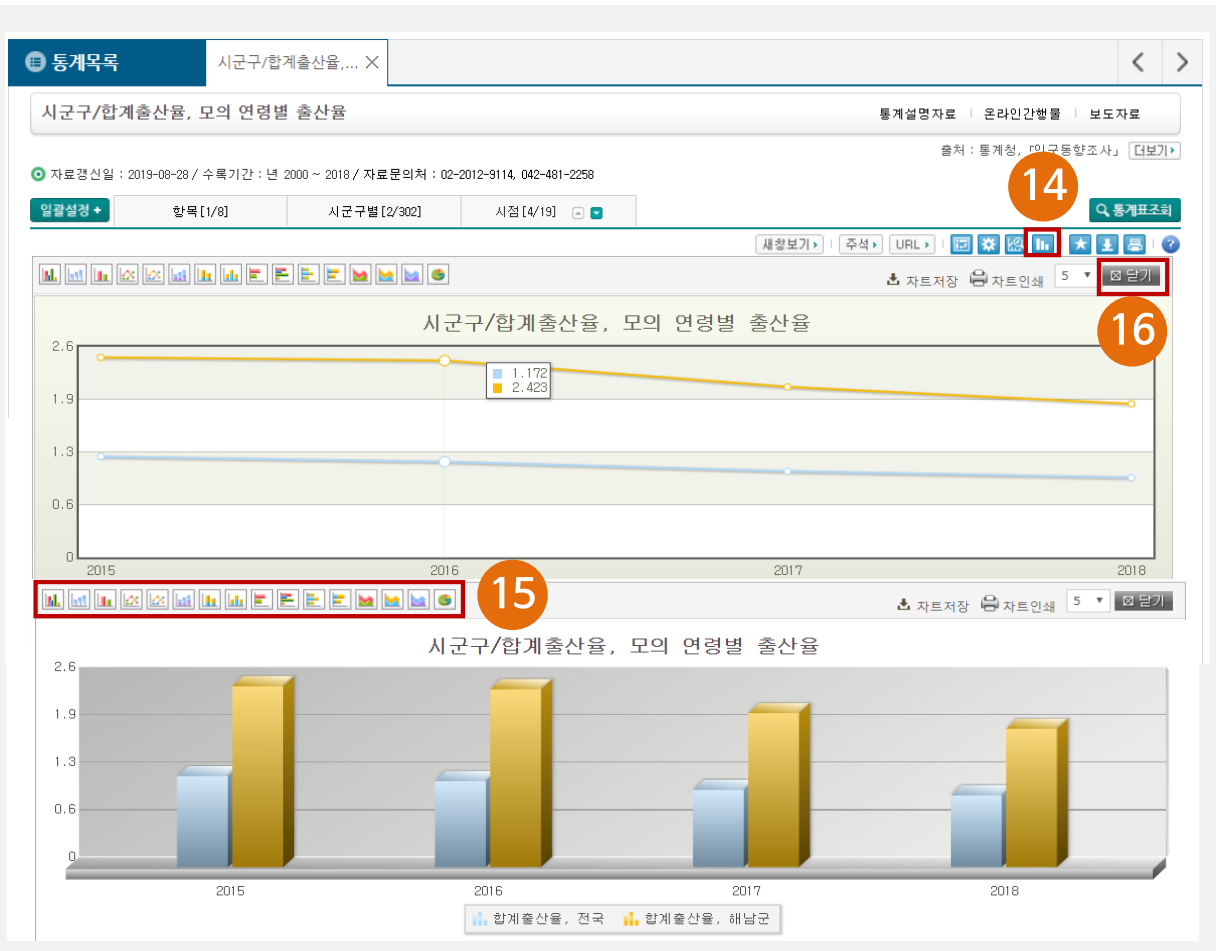 통계목록
시군구/합계출산율,... ×
시군구/합계출산율, 모의 연령별 출산율
통계설명자료 | 온라인간행물 | 보도자료
출처 : 통계청, 「인구동향조사」 더보기
자료갱신일 : 2019-08-28 / 수록기간 : 년 2000 ~ 2018 / 자료문의처 : 02-2012-9114, 042-481-2258
14
일괄설정 + 항목[1/8] 시군구별[2/302] 시점[4/19] 통계표조회
새창보기 주석 URL ?
차트저장 차트인쇄 5 닫기
16
시군구/합계출산율, 모의 연령별 출산율
2.6
1.172
2.423
1.9
1.3
0.6
0
2015 2016 2017 2018
15
차트저장 차트인쇄 5 닫기
시군구/합계출산율, 모의 연령별 출산율
2.6
1.9
1.3
0.6
0
2015 2016 2017 2018
합계출산율, 전국 합계출산율, 해남군